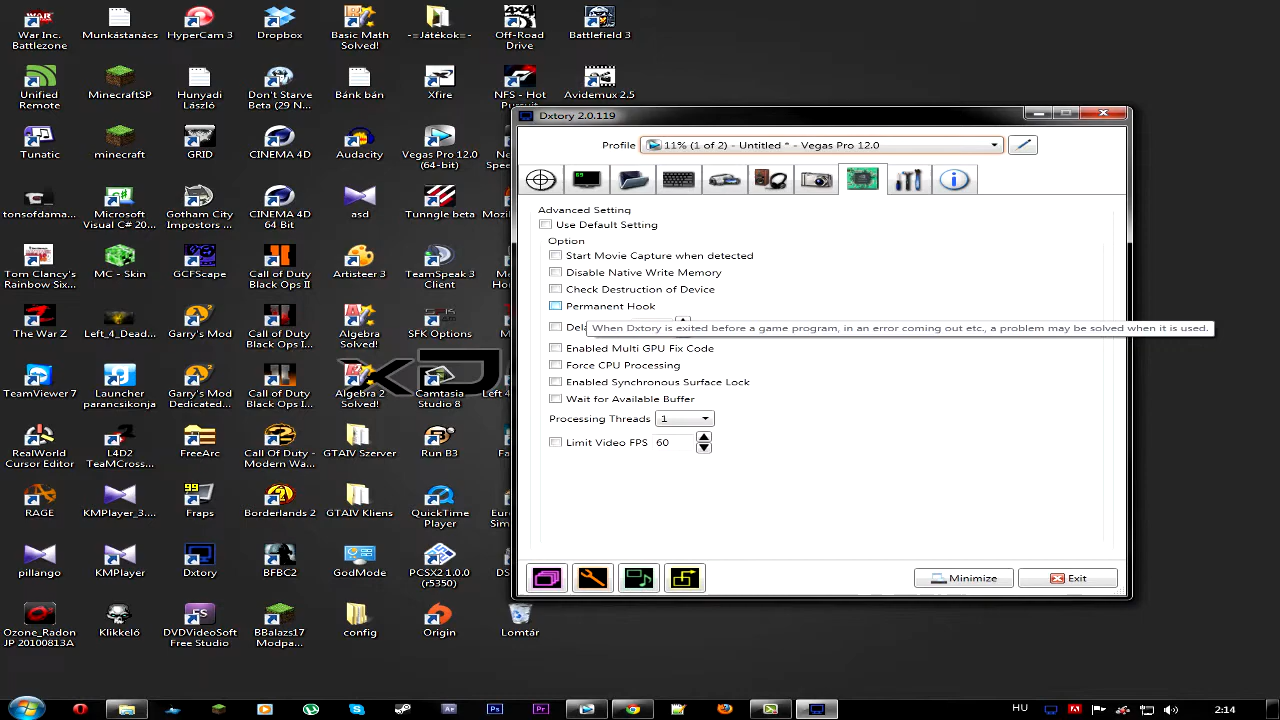 War Inc.
Battlezone
Munkástanács
HyperCam 3
Dropbox
Basic Math
Solved!
-=Játékok=-
Off-Road
Drive
Battlefield 3
Unified
Remote
MinecraftSP
Hunyadi
László
Don't Starve
Beta (29 N...
Bánk bán
Xfire
NFS - Hot
Pursuit
Avidemux 2.5
Tunatic
minecraft
GRID
CINEMA 4D
Audacity
Vegas Pro 12.0
(64-bit)
tonsofdama...
Microsoft
Visual C# 20...
Gotham City
Impostors ...
CINEMA 4D
64 Bit
asd
Tunngle beta
Tom Clancy's
Rainbow Six...
MC - Skin
GCFScape
Call of Duty
Black Ops II
Artisteer 3
TeamSpeak 3
Client
The War Z
Left_4_Dead...
Garry's Mod
Call of Duty
Black Ops I...
Algebra
Solved!
SFK Options
TeamViewer 7
Launcher
parancsikonja
Garry's Mod
Dedicated...
Call of Duty
Black Ops I...
Algebra 2
Solved!
Camtasia
Studio 8
RealWorld
Cursor Editor
L4D2
TeaMCross...
FreeArc
Call Of Duty -
Modern Wa...
GTAIV Szerver
Run B3
RAGE
KMPlayer_3....
99
Fraps
Borderlands 2
GTAIV Kliens
QuickTime
Player
pillango
KMPlayer
Dxtory
BFBC2
GodMode
PCSX2 1.0.0
(r5350)
Ozone_Radon
JP 20100813A
Klikkelő
DVDVideoSoft
Free Studio
BBalazs17
Modpa...
config
Origin
Lomtár
XD
Dxtory 2.0.119
Profile
11% (1 of 2) - Untitled * - Vegas Pro 12.0
Advanced Setting
Use Default Setting
Option
Start Movie Capture when detected
Disable Native Write Memory
Check Destruction of Device
Permanent Hook
Dela
When Dxtory is exited before a game program, in an error coming out etc., a problem may be solved when it is used.
Enabled Multi GPU Fix Code
Force CPU Processing
Enabled Synchronous Surface Lock
Wait for Available Buffer
Processing Threads 1
Limit Video FPS 60
Minimize
Exit
HU
2:14